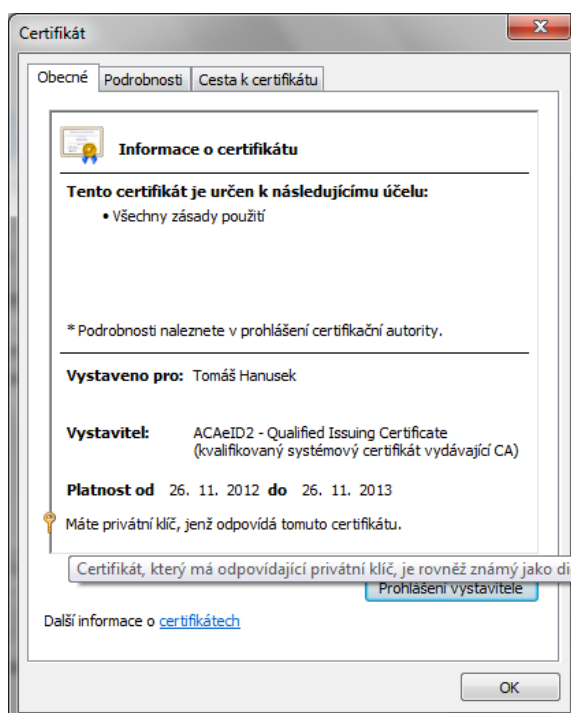 Certifikát
Obecné Podrobnosti Cesta k certifikátu
Informace o certifikátu
Tento certifikát je určen k následujícímu účelu:
• Všechny zásady použití
* Podrobnosti naleznete v prohlášení certifikační autority.
Vystaveno pro: Tomáš Hanusek
Vystavitel: ACAeID2 - Qualified Issuing Certificate
(kvalifikovaný systémový certifikát vydávající CA)
Platnost od 26. 11. 2012 do 26. 11. 2013
Máte privátní klíč, jenž odpovídá tomuto certifikátu.
Certifikát, který má odpovídající privátní klíč, je rovněž známý jako di
Prohlášení vystavitele
Další informace o certifikátech
OK